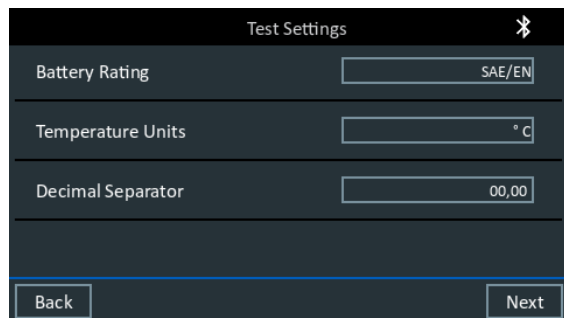 Test Settings
Battery Rating SAE/EN
Temperature Units ° C
Decimal Separator 00,00
Back Next